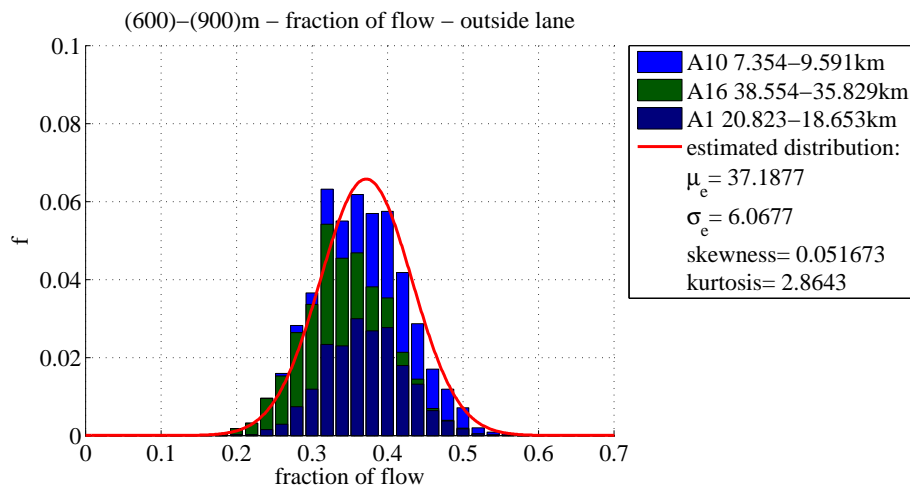 (600)−(900)m − fraction of flow − outside lane
0.1
0.08
0.06
0.04
0.02
0
f
0 0.1 0.2 0.3 0.4 0.5 0.6 0.7
fraction of flow
A10 7.354−9.591km
A16 38.554−35.829km
A1 20.823−18.653km
estimated distribution:
μe= 37.1877
σe= 6.0677
skewness= 0.051673
kurtosis= 2.8643